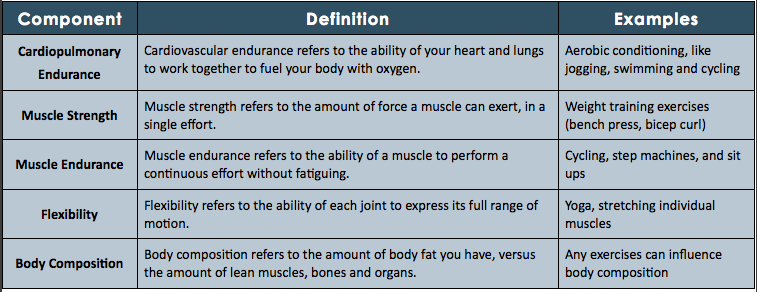 Component Definition Examples
Cardiopulmonary
Endurance
Cardiovascular endurance refers to the ability of your heart and lungs
to work together to fuel your body with oxygen.
Aerobic conditioning, like
jogging, swimming and cycling
Muscle Strength
Muscle strength refers to the amount of force a muscle can exert, in a
single effort.
Weight training exercises
(bench press, bicep curl)
Muscle Endurance
Muscle endurance refers to the ability of a muscle to perform a
continuous effort without fatiguing.
Cycling, step machines, and sit
ups
Flexibility
Flexibility refers to the ability of each joint to express its full range of
motion.
Yoga, stretching individual
muscles
Body Composition
Body composition refers to the amount of body fat you have, versus
the amount of lean muscles, bones and organs.
Any exercises can influence
body composition